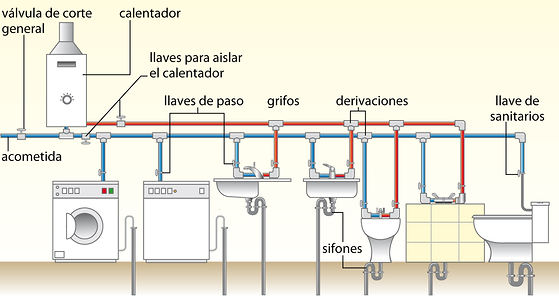 válvula de corte
general
calentador
llaves para aislar
el calentador
llaves de paso
grifos
derivaciones
llave de
sanitarios
acometida
sifones